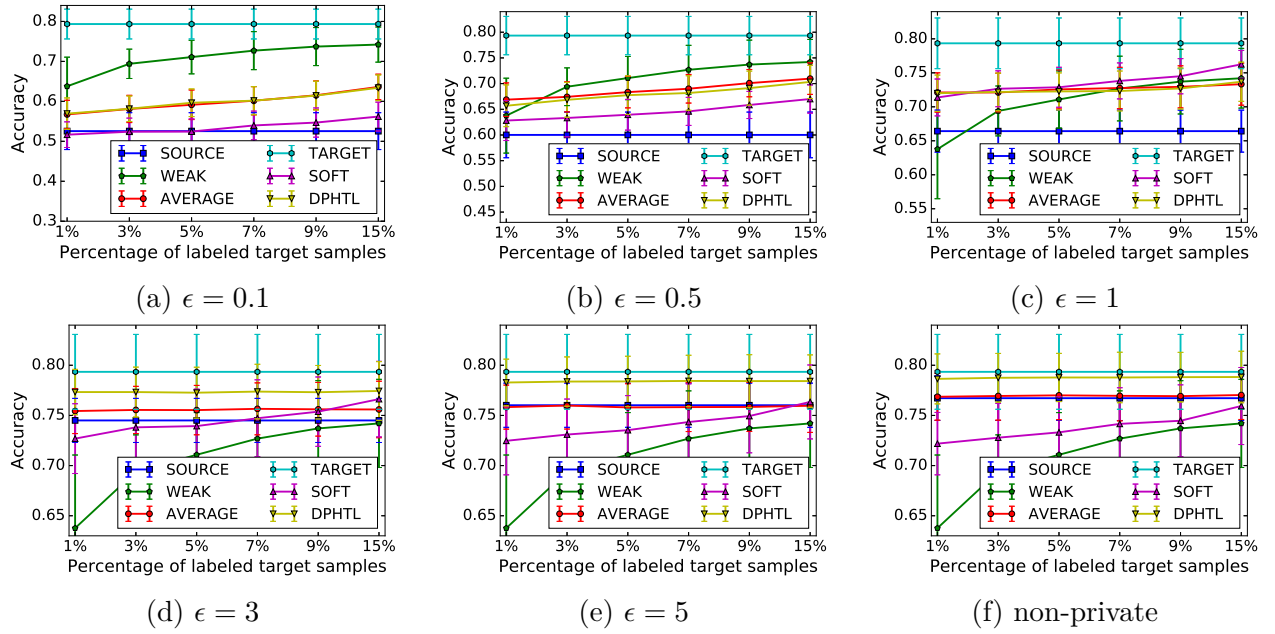 0.8
0.7
0.6
0.5
0.4
0.3
Accuracy
SOURCE TARGET
WEAK SOFT
AVERAGE DPHTL
1% 3% 5% 7% 9% 15%
Percentage of labeled target samples
(a) ϵ = 0.1
0.80
0.75
0.70
0.65
0.60
0.55
0.50
0.45
Accuracy
SOURCE TARGET
WEAK SOFT
AVERAGE DPHTL
1% 3% 5% 7% 9% 15%
Percentage of labeled target samples
(b) ϵ = 0.5
0.80
0.75
0.70
0.65
0.60
0.55
Accuracy
SOURCE TARGET
WEAK SOFT
AVERAGE DPHTL
1% 3% 5% 7% 9% 15%
Percentage of labeled target samples
(c) ϵ = 1
0.80
0.75
0.70
0.65
Accuracy
SOURCE TARGET
WEAK SOFT
AVERAGE DPHTL
1% 3% 5% 7% 9% 15%
Percentage of labeled target samples
(d) ϵ = 3
0.80
0.75
0.70
0.65
Accuracy
SOURCE TARGET
WEAK SOFT
AVERAGE DPHTL
1% 3% 5% 7% 9% 15%
Percentage of labeled target samples
(e) ϵ = 5
0.80
0.75
0.70
0.65
Accuracy
SOURCE TARGET
WEAK SOFT
AVERAGE DPHTL
1% 3% 5% 7% 9% 15%
Percentage of labeled target samples
(f) non-private